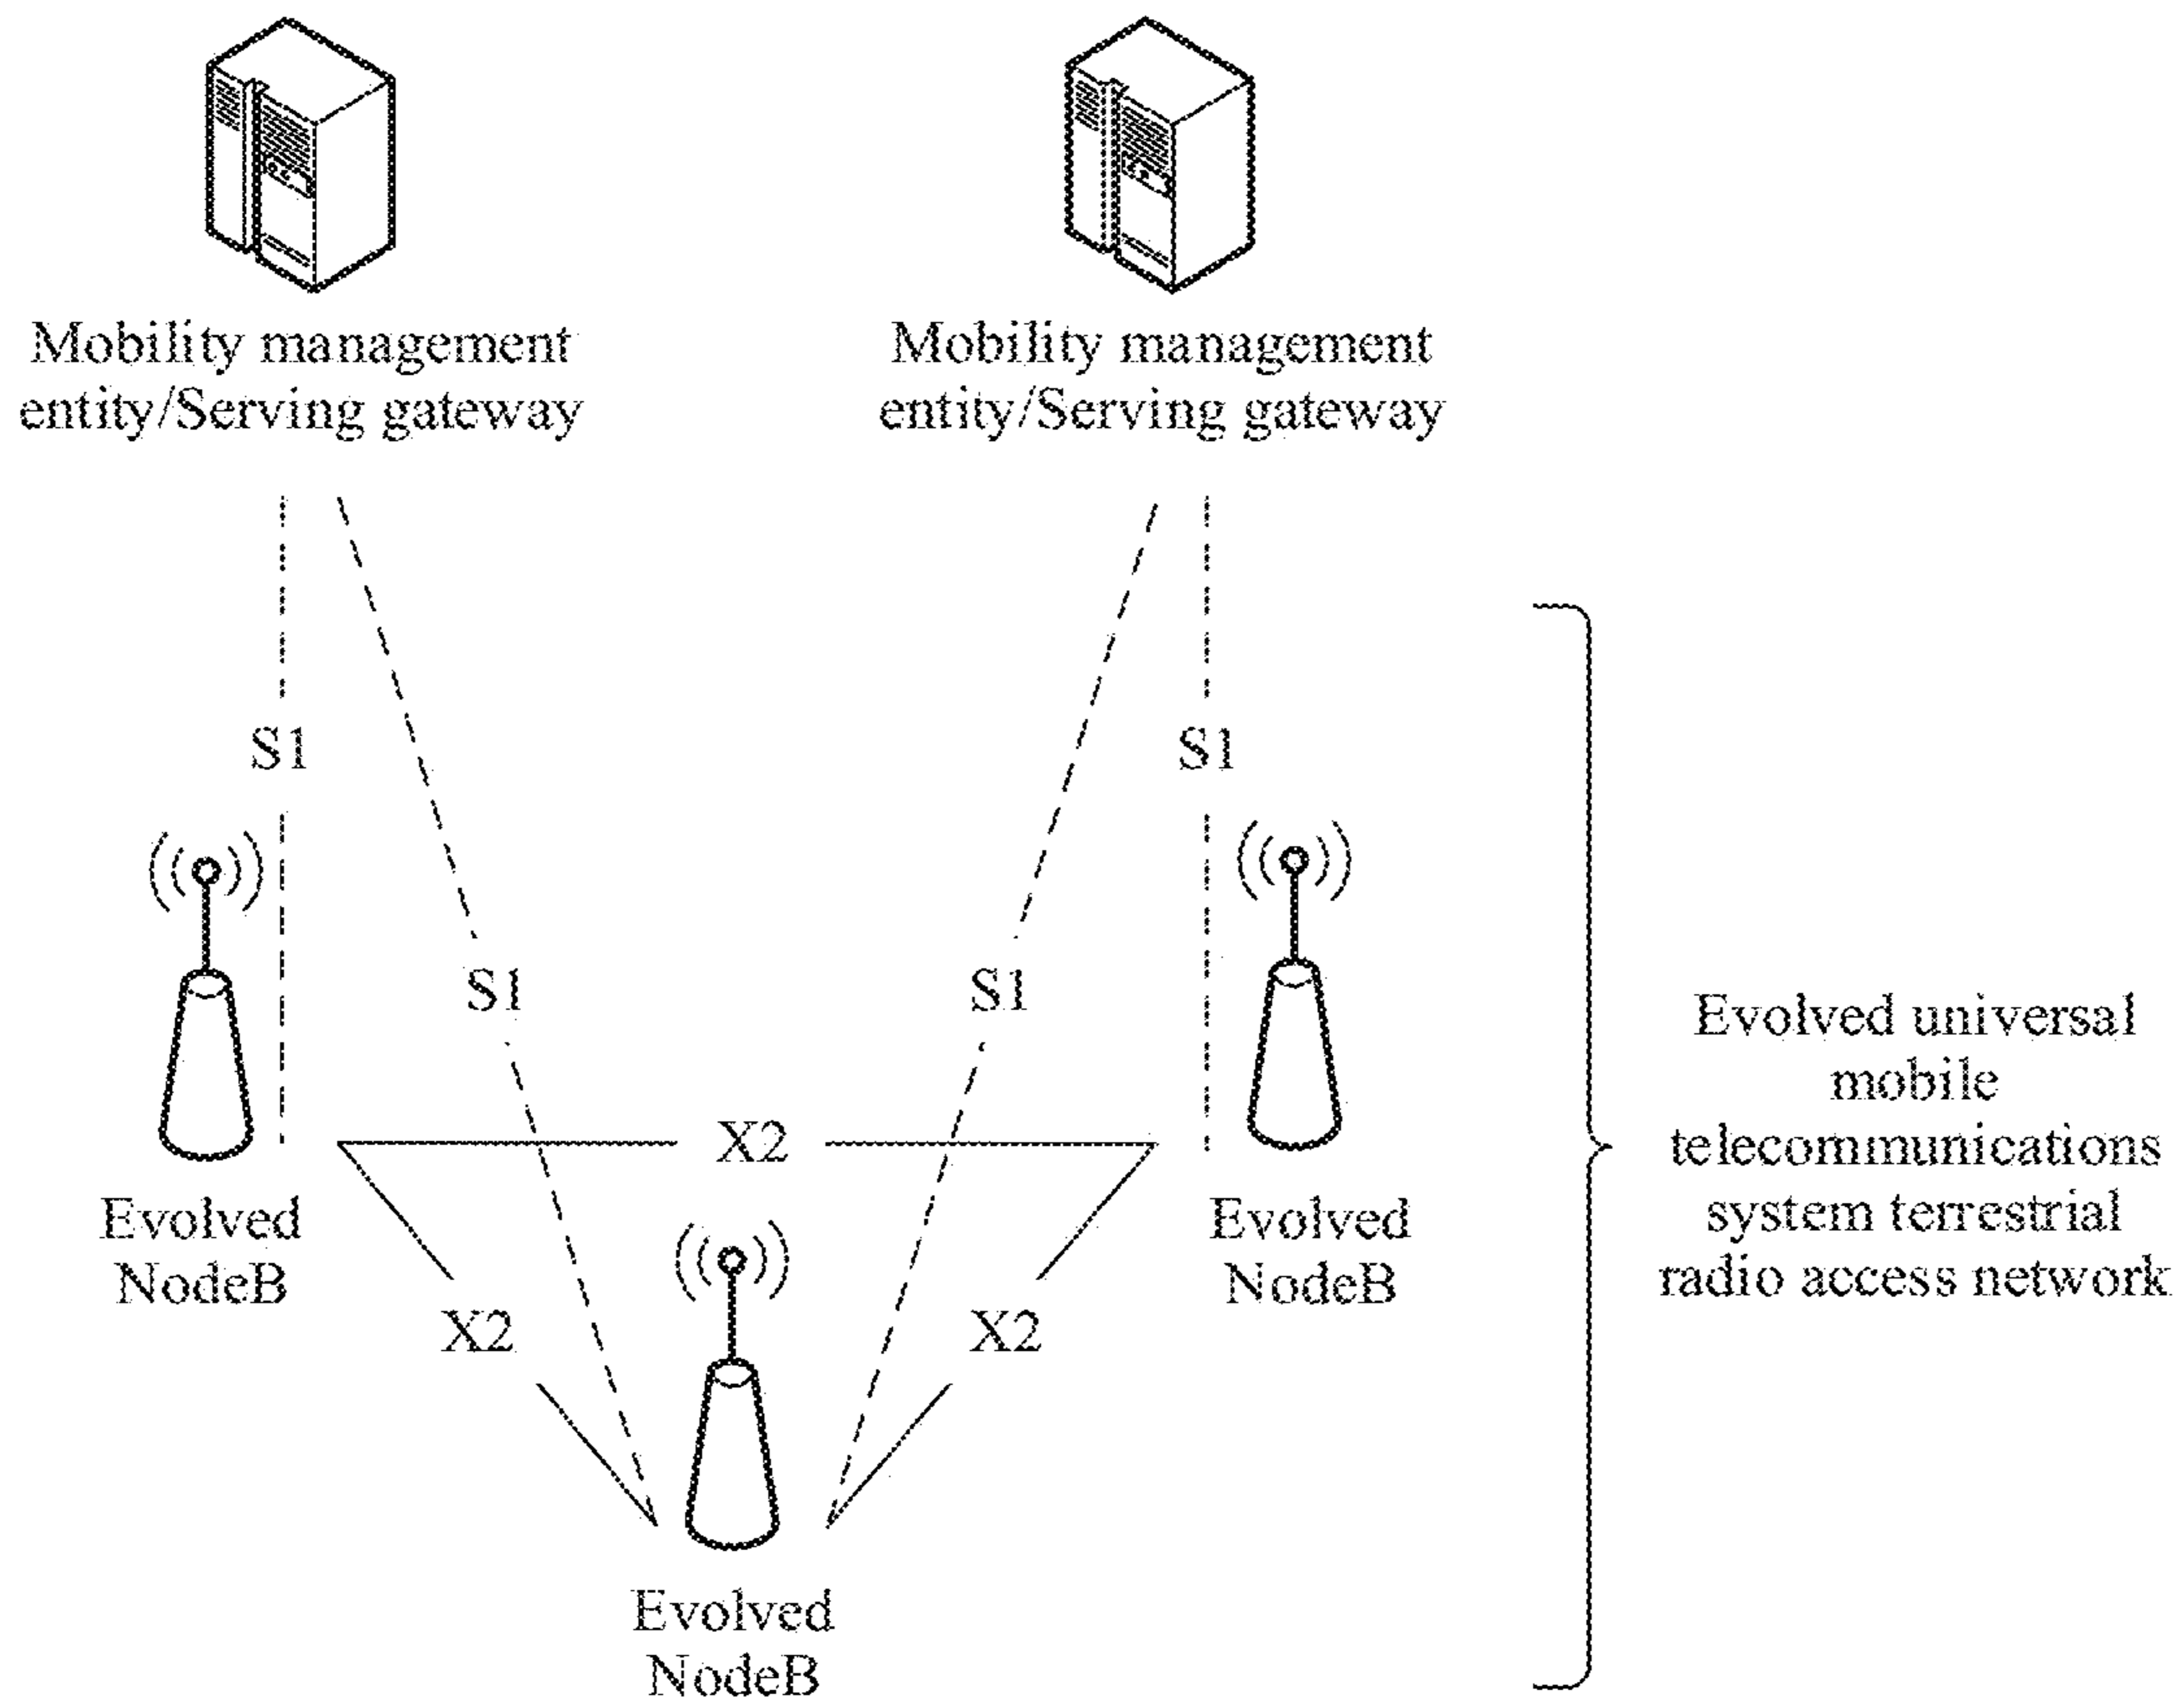 Mobility management
entity/Serving gateway
Mobility management
entity/Serving gateway
S1
S1
S1
S1
Evolved universal
mobile
telecommunications
system terrestrial
radio access network
X2
Evolved
NodeB
Evolved
NodeB
X2
X2
Evolved
NodeB